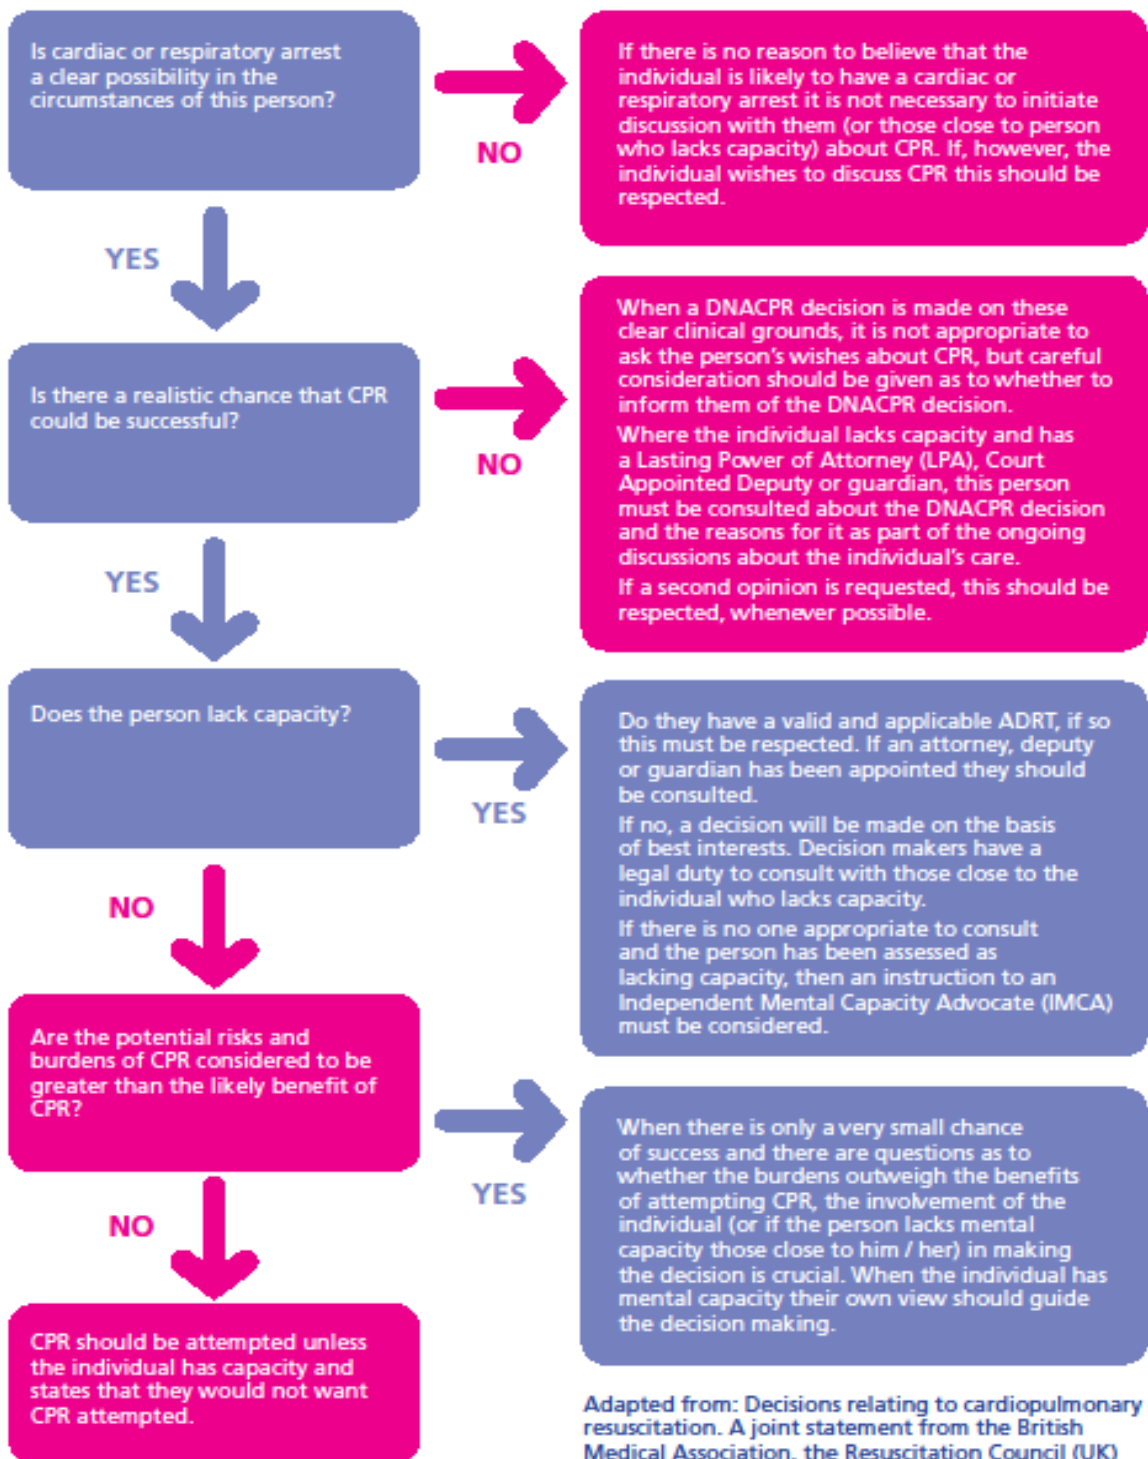 Is cardiac or respiratory arrest
a clear possibility in the
circumstances of this person?
NO
If there is no reason to believe that the
individual is likely to have a cardiac or
respiratory arrest it is not necessary to initiate
discussion with them (or those close to person
who lacks capacity) about CPR. If, however, the
individual wishes to discuss CPR this should be
respected.
YES
Is there a realistic chance that CPR
could be successful?
NO
When a DNACPR decision is made on these
clear clinical grounds, it is not appropriate to
ask the person's wishes about CPR, but careful
consideration should be given as to whether to
inform them of the DNACPR decision.
Where the individual lacks capacity and has
a Lasting Power of Attorney (LPA), Court
Appointed Deputy or guardian, this person
must be consulted about the DNACPR decision
and the reasons for it as part of the ongoing
discussions about the individual's care.
If a second opinion is requested, this should be
respected, whenever possible.
YES
Does the person lack capacity?
YES
Do they have a valid and applicable ADRT, if so
this must be respected. If an attorney, deputy
or guardian has been appointed they should
be consulted.
If no, a decision will be made on the basis
of best interests. Decision makers have a
legal duty to consult with those close to the
individual who lacks capacity.
If there is no one appropriate to consult
and the person has been assessed as
lacking capacity, then an instruction to an
Independent Mental Capacity Advocate (IMCA)
must be considered.
NO
Are the potential risks and
burdens of CPR considered to be
greater than the likely benefit of
CPR?
YES
When there is only a very small chance
of success and there are questions as to
whether the burdens outweigh the benefits
of attempting CPR, the involvement of the
individual (or if the person lacks mental
capacity those close to him / her) in making
the decision is crucial. When the individual has
mental capacity their own view should guide
the decision making.
NO
CPR should be attempted unless
the individual has capacity and
states that they would not want
CPR attempted.
Adapted from: Decisions relating to cardiopulmonary
resuscitation. A joint statement from the British
Medical Association, the Resuscitation Council (UK)